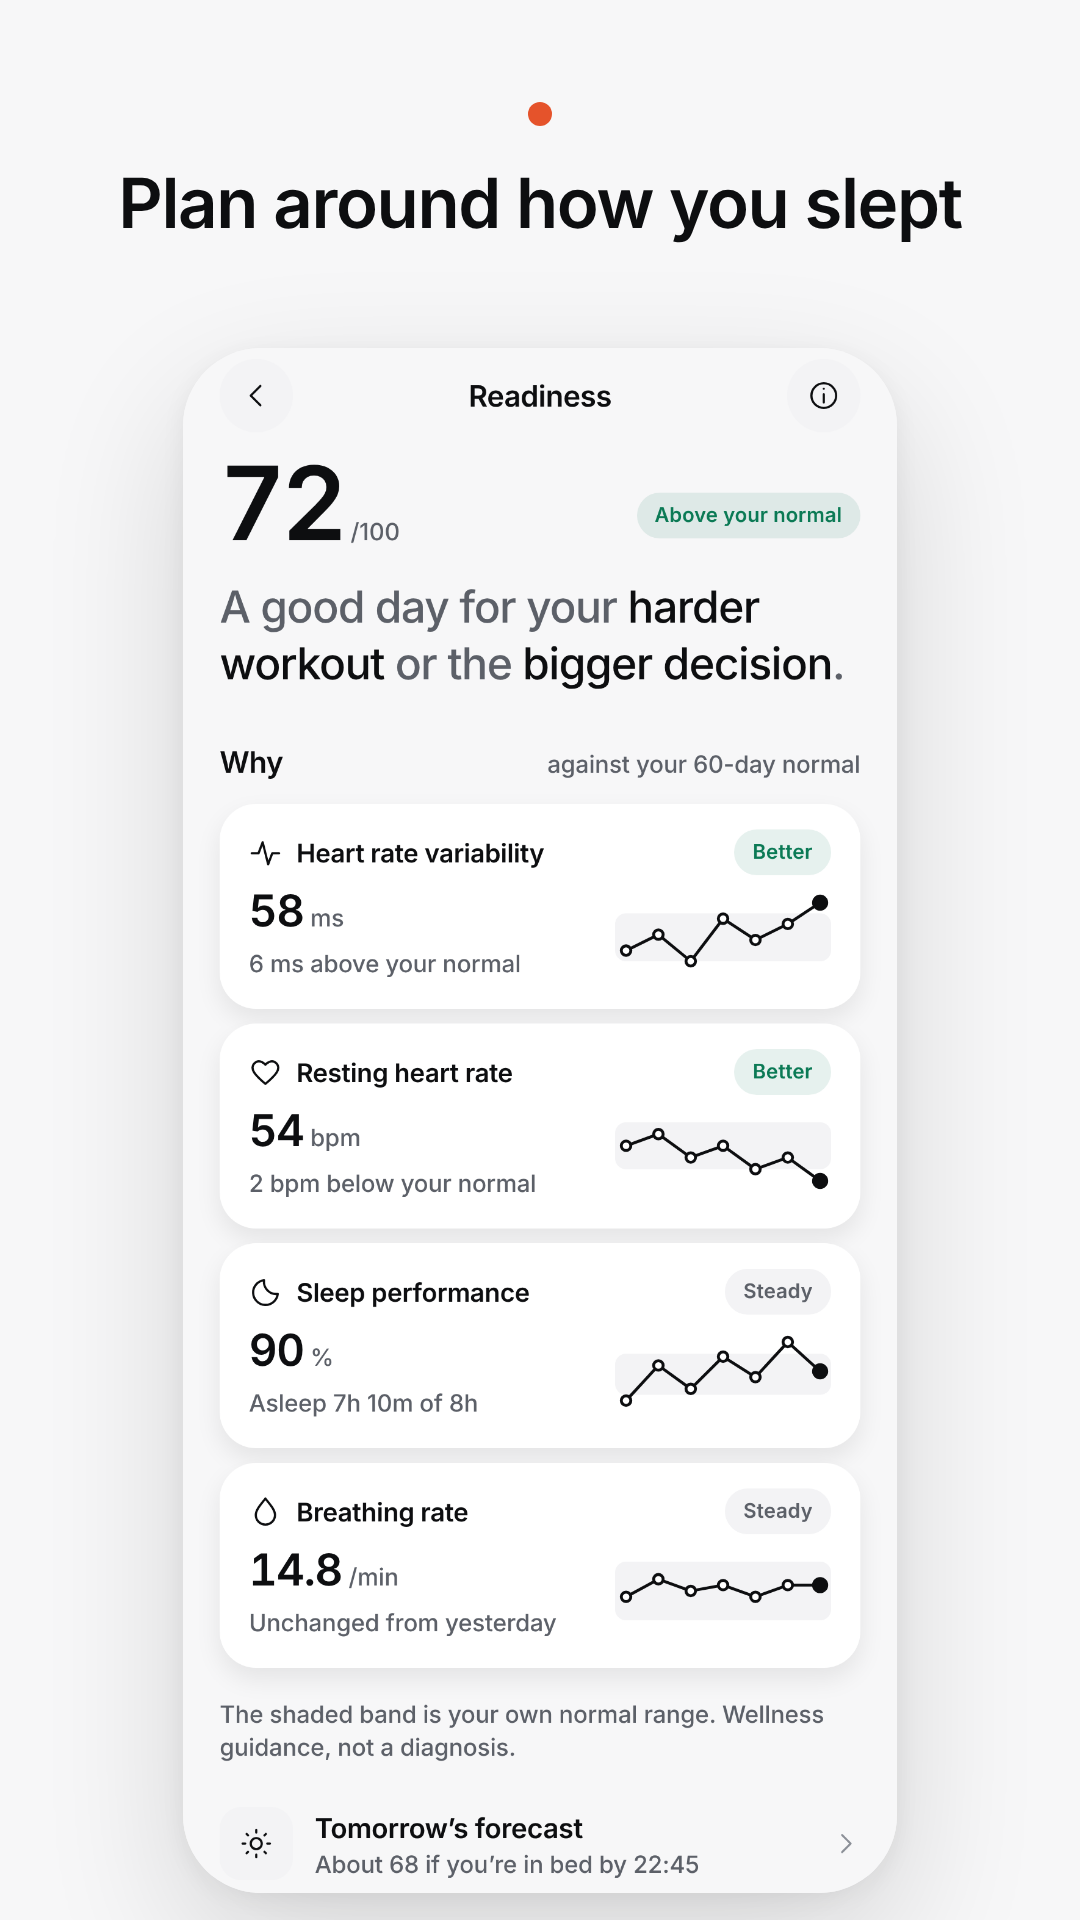 Plan around how you slept
Readiness
72 /100
Above your normal
A good day for your harder
workout or the bigger decision.
Why
against your 60-day normal
Heart rate variability
Better
58 ms
6 ms above your normal
Resting heart rate
Better
54 bpm
2 bpm below your normal
Sleep performance
Steady
90 %
Asleep 7h 10m of 8h
Breathing rate
Steady
14.8 /min
Unchanged from yesterday
The shaded band is your own normal range. Wellness
guidance, not a diagnosis.
Tomorrow’s forecast
About 68 if you’re in bed by 22:45